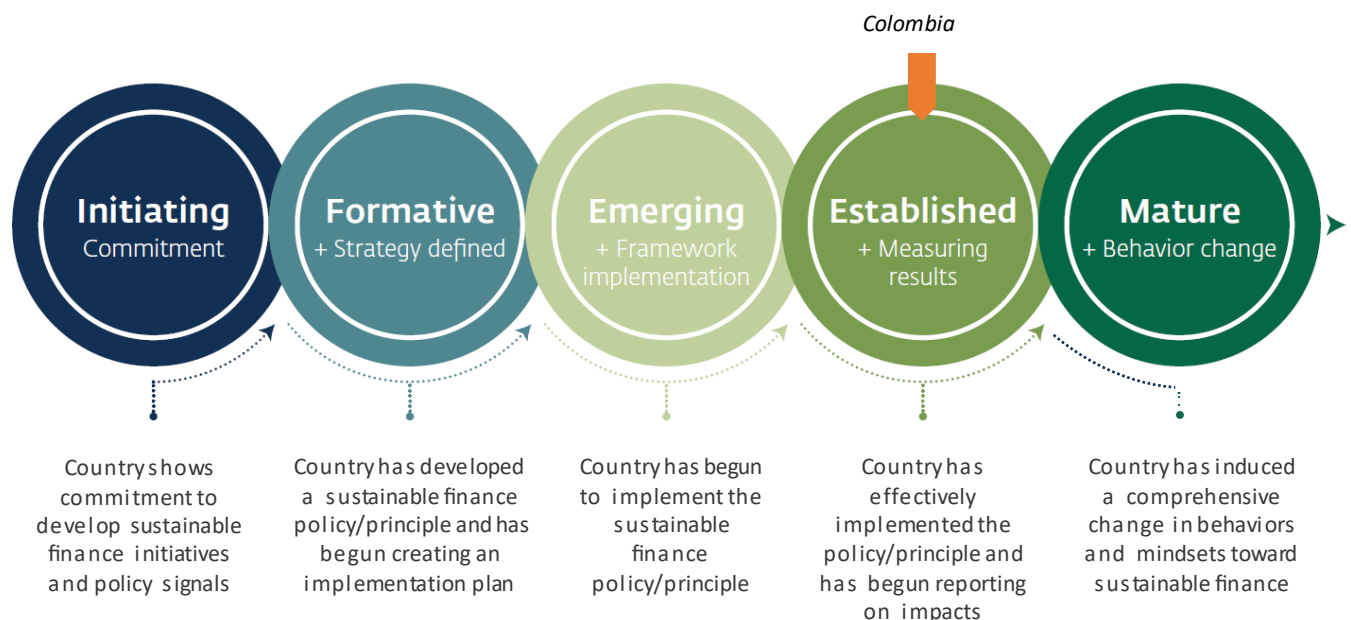 Colombia
Initiating
Commitment
Formative
+ Strategy defined
Emerging
+ Framework
implementation
Established
+ Measuring
results
Mature
+ Behavior change
Country shows
commitment to
develop sustainable
finance initiatives
and policy signals
Country has developed
a sustainable finance
policy/principle and has
begun creating an
implementation plan
Country has begun
to implement the
sustainable
finance
policy/principle
Country has
effectively
implemented the
policy/principle and
has begun reporting
on impacts
Country has induced
a comprehensive
change in behaviors
and mindsets toward
sustainable finance